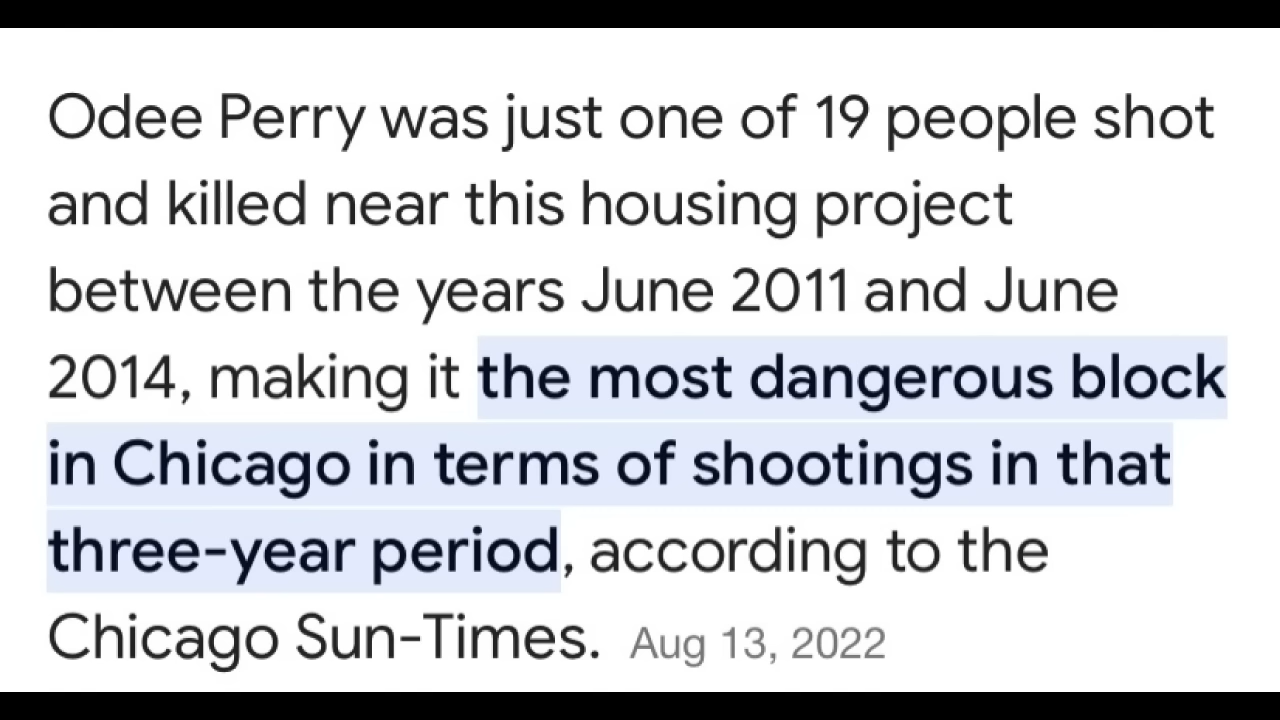 Odee Perry was just one of 19 people shot
and killed near this housing project
between the years June 2011 and June
2014, making it the most dangerous block
in Chicago in terms of shootings in that
three-year period, according to the
Chicago Sun-Times. Aug 13, 2022